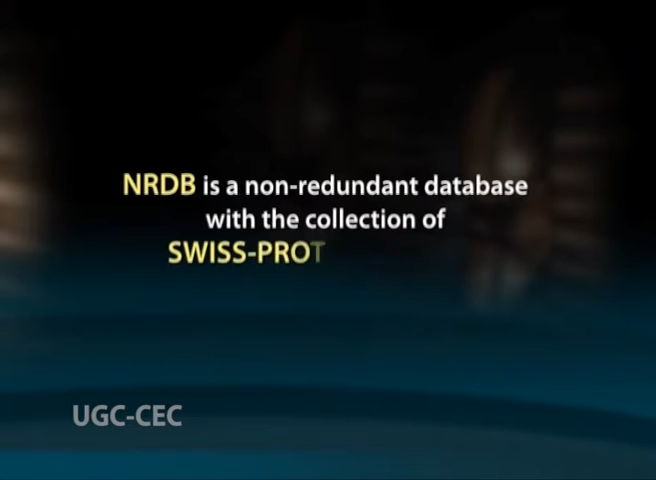 NRDB is a non-redundant database
with the collection of
SWISS-PROT
UGC-CEC